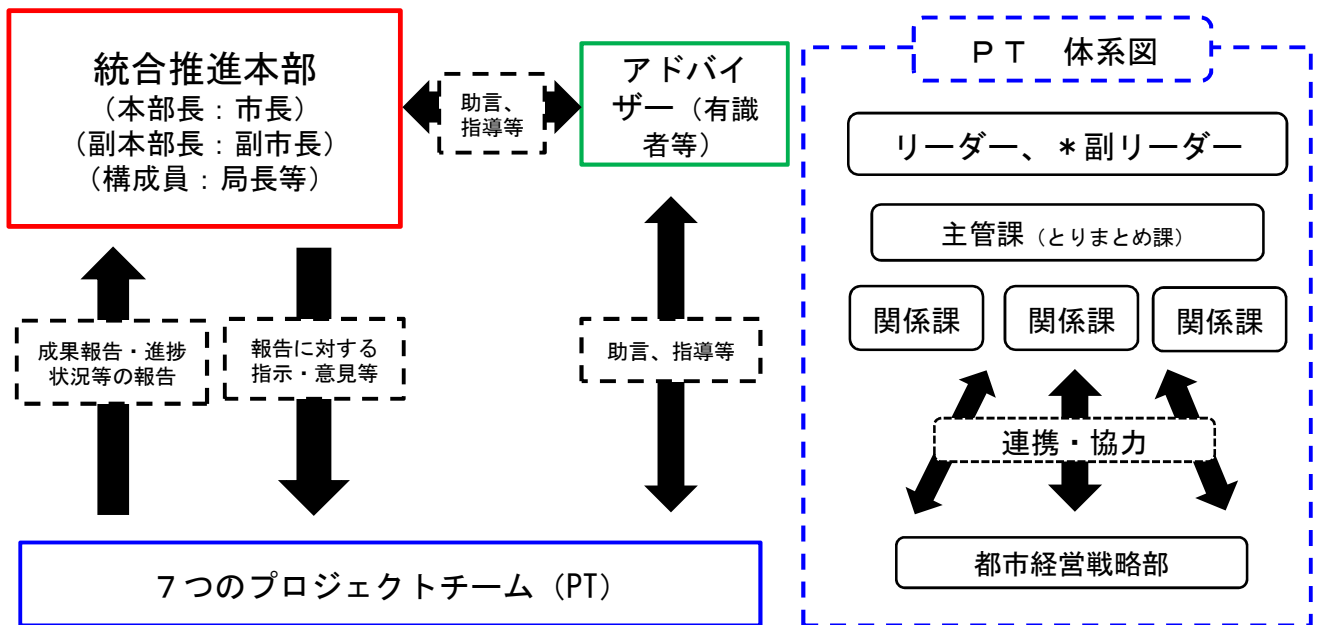 統合推進本部
（本部長：市長）
（副本部長：副市長）
（構成員：局長等）
助言、
指導等
アドバイ
ザー（有識
者等）
成果報告・進捗
状況等の報告
報告に対する
指示・意見等
助言、指導等
７つのプロジェクトチーム（PT）
ＰＴ　体系図
リーダー、＊副リーダー
主管課（とりまとめ課）
関係課
関係課
関係課
連携・協力
都市経営戦略部